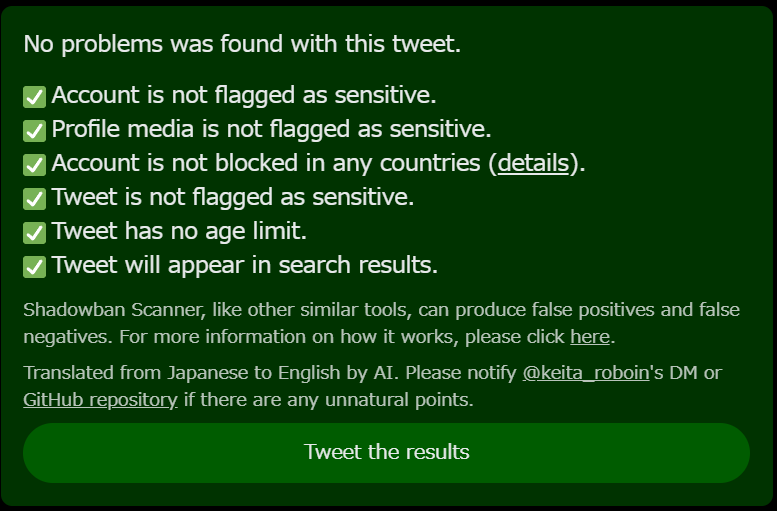 No problems was found with this tweet.
✅ Account is not flagged as sensitive.
✅ Profile media is not flagged as sensitive.
✅ Account is not blocked in any countries (details).
✅ Tweet is not flagged as sensitive.
✅ Tweet has no age limit.
✅ Tweet will appear in search results.
Shadowban Scanner, like other similar tools, can produce false positives and false
negatives. For more information on how it works, please click here.
Translated from Japanese to English by AI. Please notify @keita_roboin's DM or
GitHub repository if there are any unnatural points.
Tweet the results